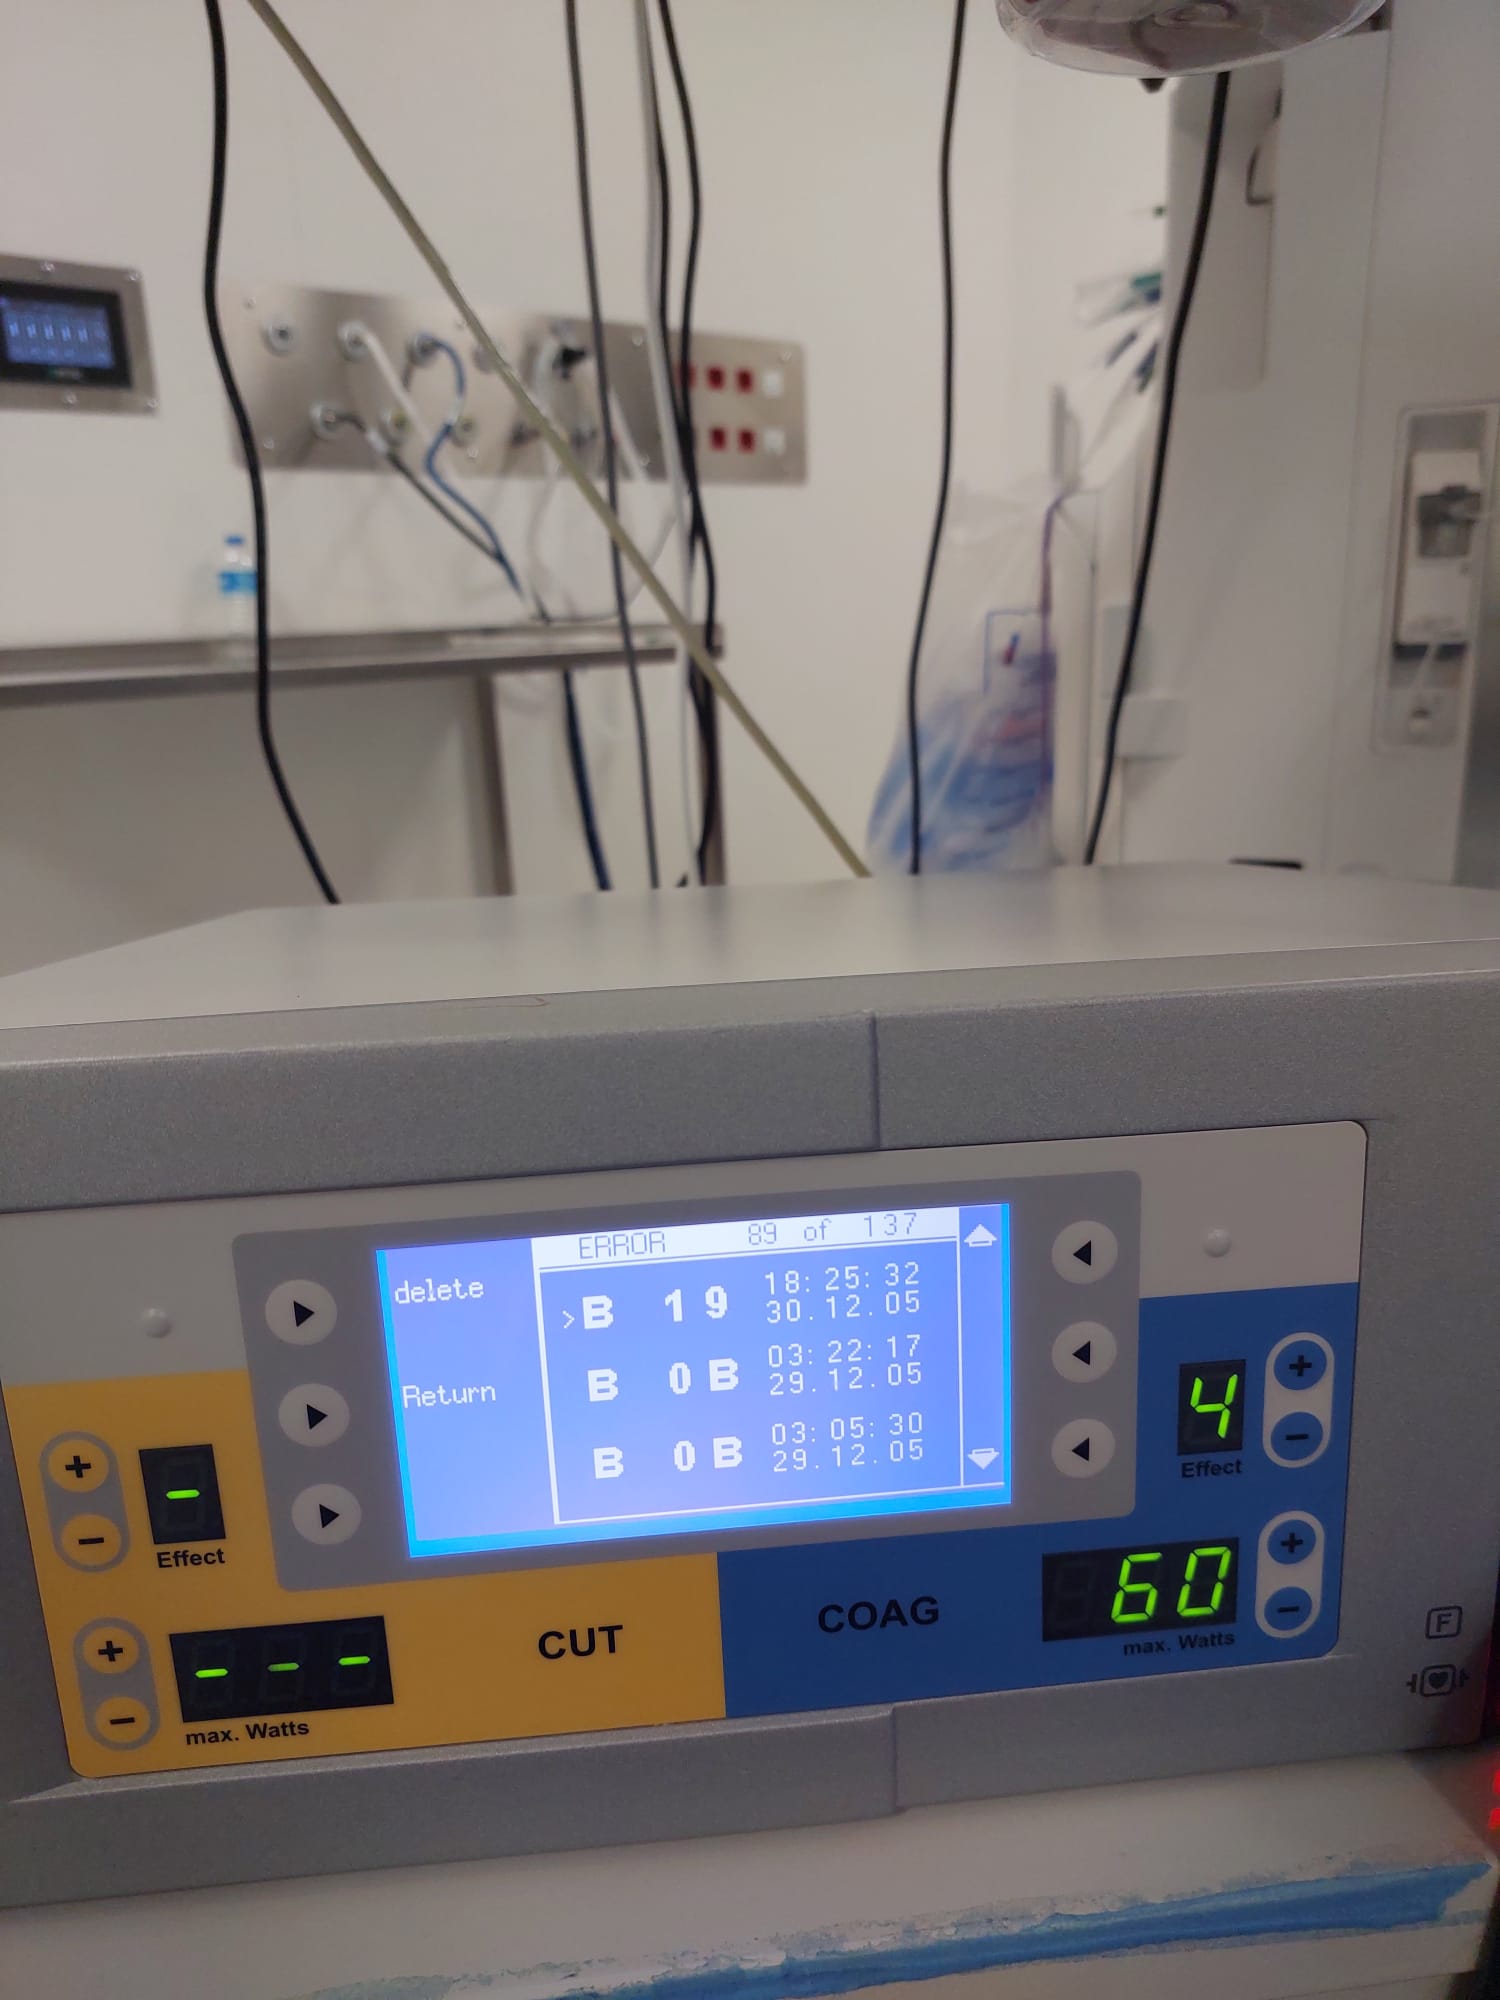 ERROR 89 of 137
delete
>B 19 18:25:32
30.12.05
B 0B 03:22:17
29.12.05
Return
B 0B 03:05:30
29.12.05
+
-
-
Effect
+
-
---
max. Watts
CUT
COAG
4
Effect
+
-
60
max. Watts
+
-
F